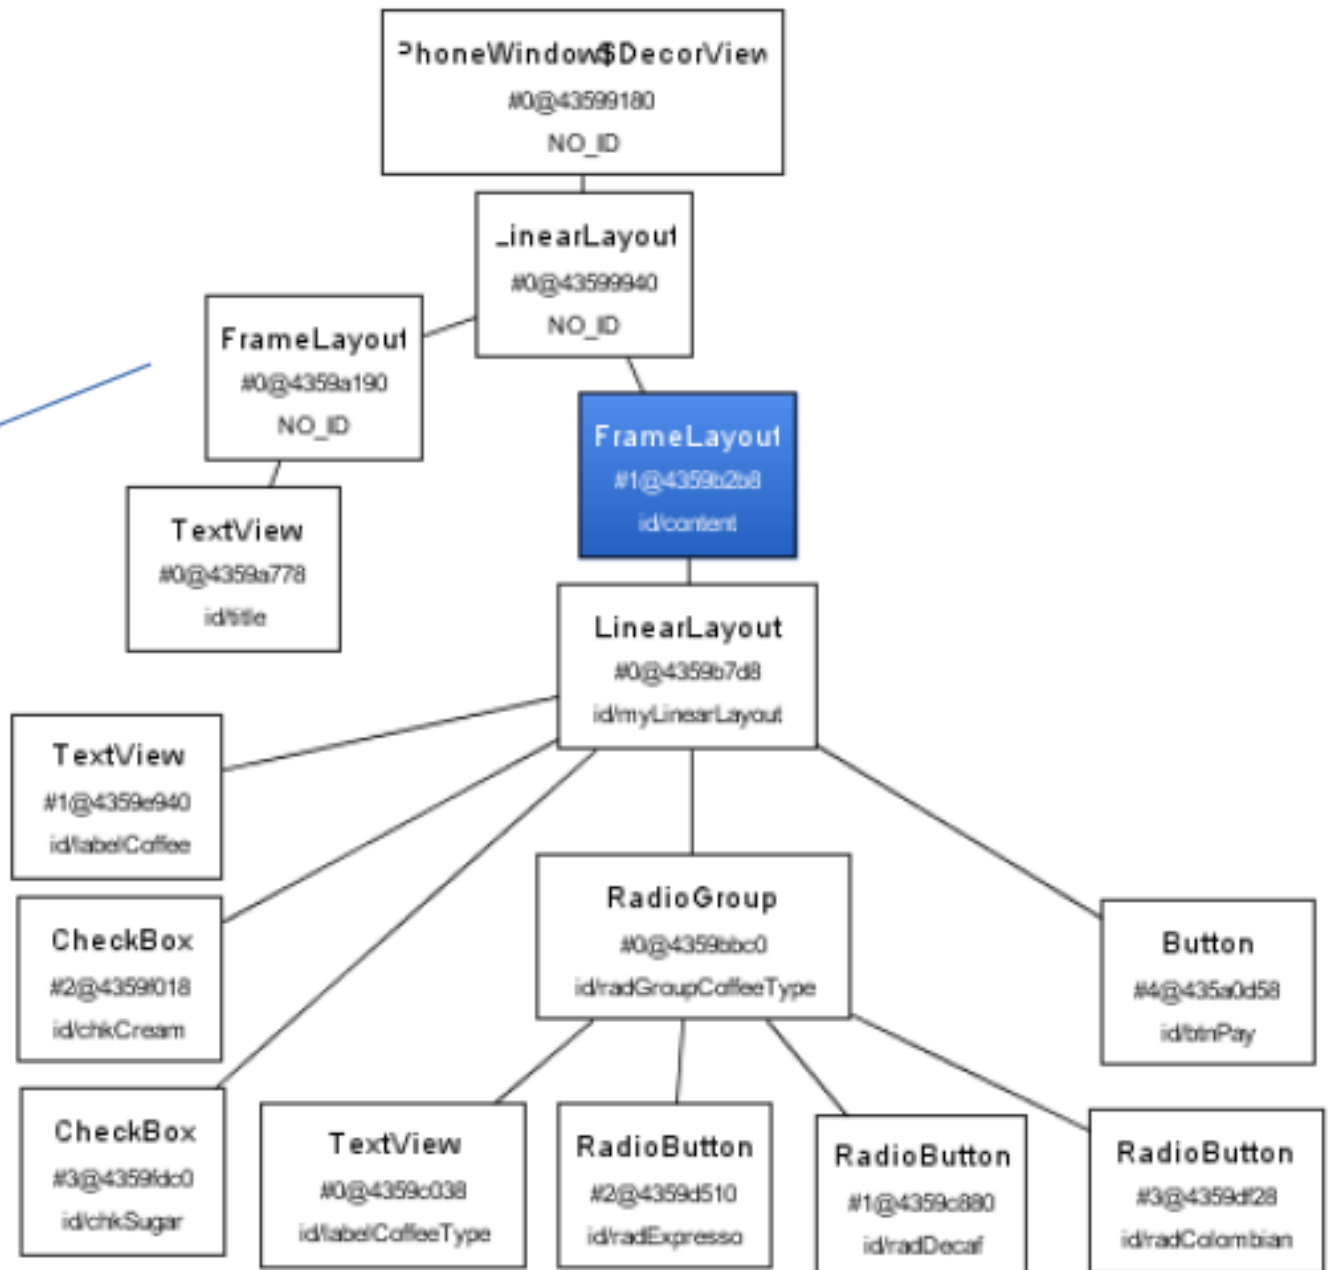 PhoneWindow$DecorView
#0@43599180
NO_ID
LinearLayout
#0@43599940
NO_ID
FrameLayout
#0@4359a190
NO_ID
FrameLayout
#1@4359b2b8
id/content
TextView
#0@4359a778
id/title
LinearLayout
#0@4359b7d8
id/myLinearLayout
TextView
#1@4359e940
id/labelCoffee
RadioGroup
#0@4359bbc0
id/radGroupCoffeeType
CheckBox
#2@4359f018
id/chkCream
Button
#4@435a0d58
id/btnPay
CheckBox
#3@4359fdc0
id/chkSugar
TextView
#0@4359c038
id/labelCoffeeType
RadioButton
#2@4359d510
id/radExpresso
RadioButton
#1@4359c880
id/radDecaf
RadioButton
#3@4359df28
id/radColombian